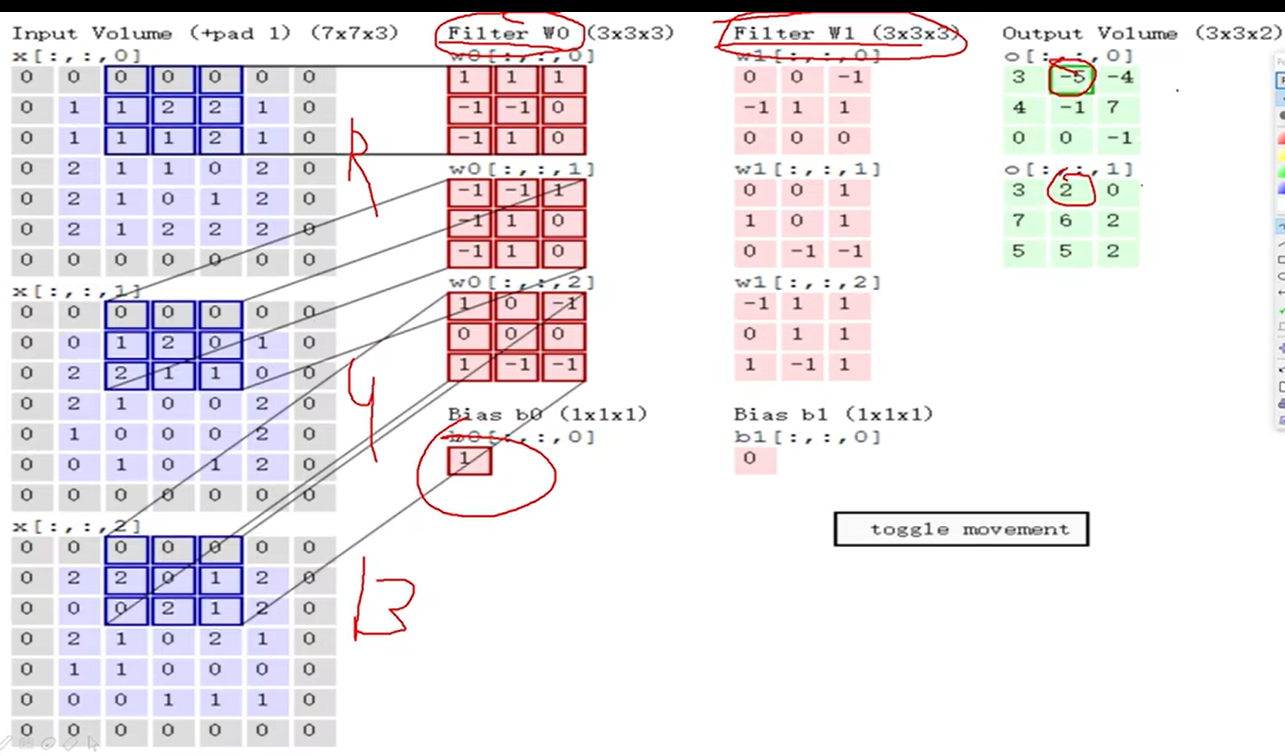 Input Volume (+pad 1) (7x7x3)
x[:,:,0]
0 0 0 0 0 0 0
0 1 1 2 2 1 0
0 1 1 1 2 1 0
0 2 1 1 0 2 0
0 2 1 0 1 2 0
0 2 1 2 2 2 0
0 0 0 0 0 0 0
x[:,:,1]
0 0 0 0 0 0 0
0 0 1 2 0 1 0
0 2 2 1 1 0 0
0 2 1 0 0 2 0
0 1 0 0 0 2 0
0 0 1 0 1 2 0
0 0 0 0 0 0 0
x[:,:,2]
0 0 0 0 0 0 0
0 2 2 0 1 2 0
0 0 0 2 1 2 0
0 2 1 0 2 1 0
0 1 1 0 0 0 0
0 0 0 1 1 1 0
0 0 0 0 0 0 0
R
G
B
Filter W0 (3x3x3)
w0[:,:,0]
1 1 1
-1 -1 0
-1 1 0
w0[:,:,1]
-1 -1 1
-1 1 0
-1 1 0
w0[:,:,2]
1 0 -1
0 0 0
1 -1 -1
Bias b0 (1x1x1)
b0[:,:,0]
1
Filter W1 (3x3x3)
w1[:,:,0]
0 0 -1
-1 1 1
0 0 0
w1[:,:,1]
0 0 1
1 0 1
0 -1 -1
w1[:,:,2]
-1 1 1
0 1 1
1 -1 1
Bias b1 (1x1x1)
b1[:,:,0]
0
Output Volume (3x3x2)
o[:,:,0]
3 -5 -4
4 -1 7
0 0 -1
o[:,:,1]
3 2 0
7 6 2
5 5 2
toggle movement